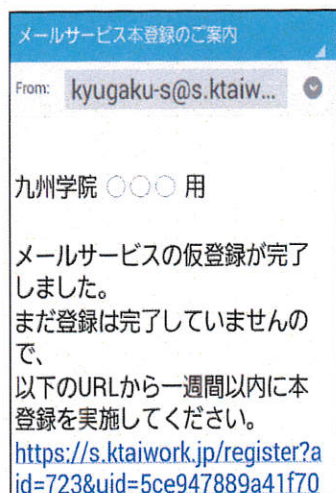 メールサービス本登録のご案内
From: kyugaku-s@s.ktaiw...
九州学院 ○○○ 用
メールサービスの仮登録が完了
しました。
まだ登録は完了していませんの
で、
以下のURLから一週間以内に本
登録を実施してください。
https://s.ktaiwork.jp/register?a
id=723&uid=5ce947889a41f70